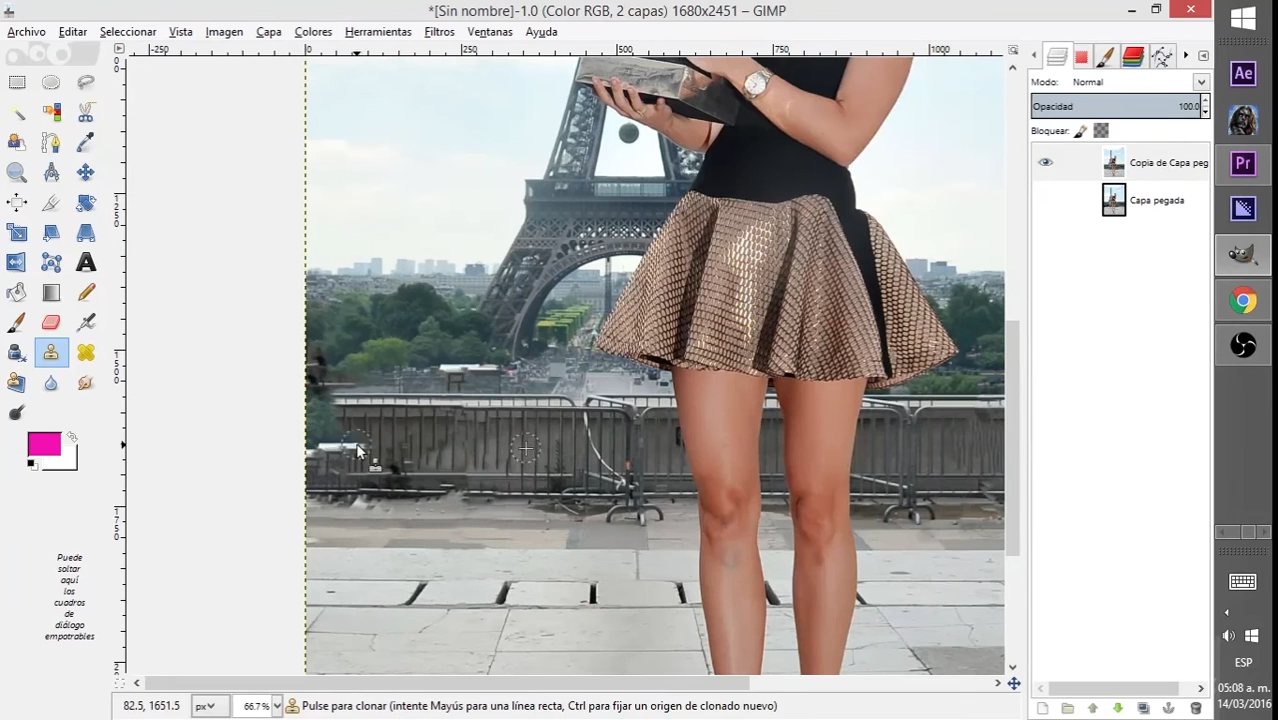 *[Sin nombre]-1.0 (Color RGB, 2 capas) 1680x2451 – GIMP
Archivo Editar Seleccionar Vista Imagen Capa Colores Herramientas Filtros Ventanas Ayuda
-250 0 250 500 750 1000
Modo: Normal
Opacidad 100.0
Bloquear:
Copia de Capa peg
Capa pegada
Ae
Pr
Puede
soltar
aquí
los
cuadros
de
diálogo
empotrables
82.5, 1651.5 px 66.7% Pulse para clonar (intente Mayús para una línea recta, Ctrl para fijar un origen de clonado nuevo)
ESP
05:08 a. m.
14/03/2016